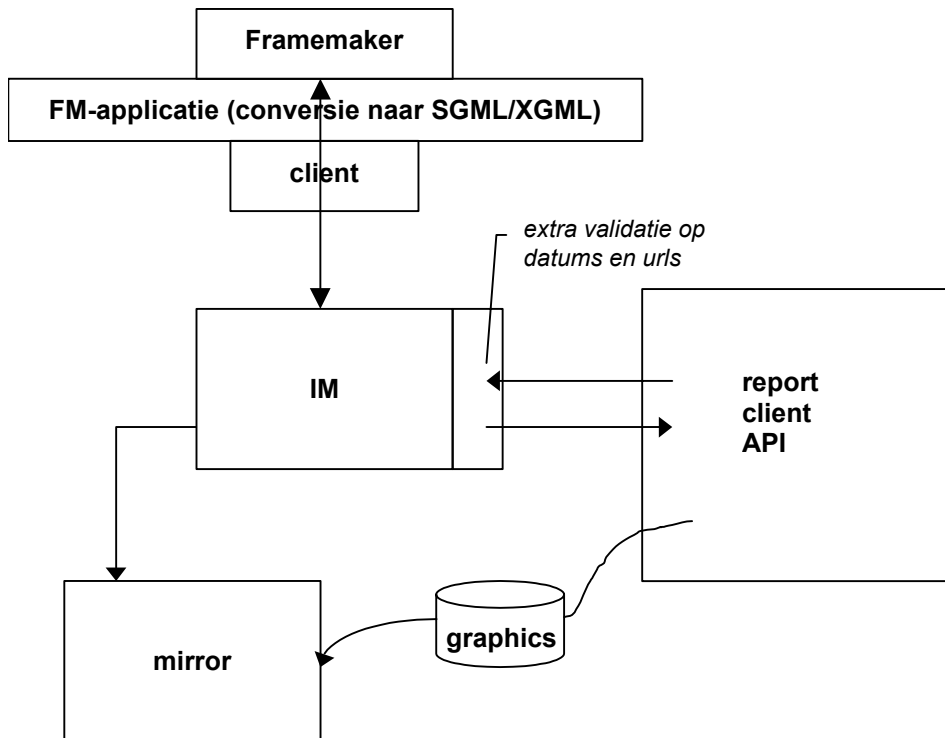 Framemaker
FM-applicatie (conversie naar SGML/XGML)
client
extra validatie op
datums en urls
IM
report
client
API
graphics
mirror